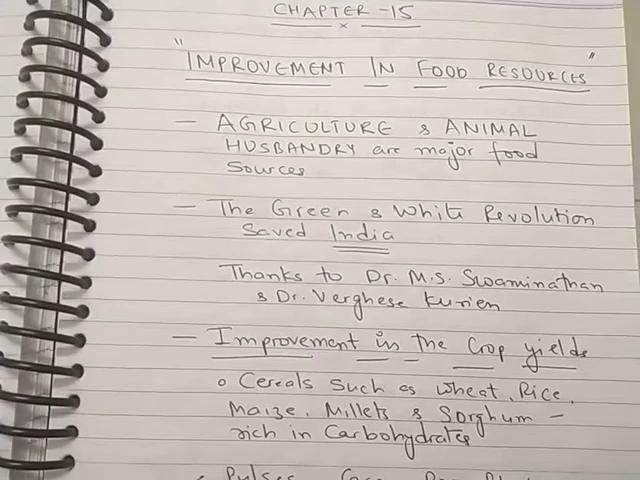 CHAPTER -15
x
"IMPROVEMENT IN FOOD RESOURCES"
– AGRICULTURE & ANIMAL
HUSBANDRY are major food
Sources
– The Green & White Revolution
Saved India
Thanks to Dr. M.S. Swaminathan
& Dr. Verghese Kurien
– Improvement in the Crop yields
o Cereals such as wheat, Rice,
Maize, Millets & Sorghum –
rich in Carbohydrates
Pulses